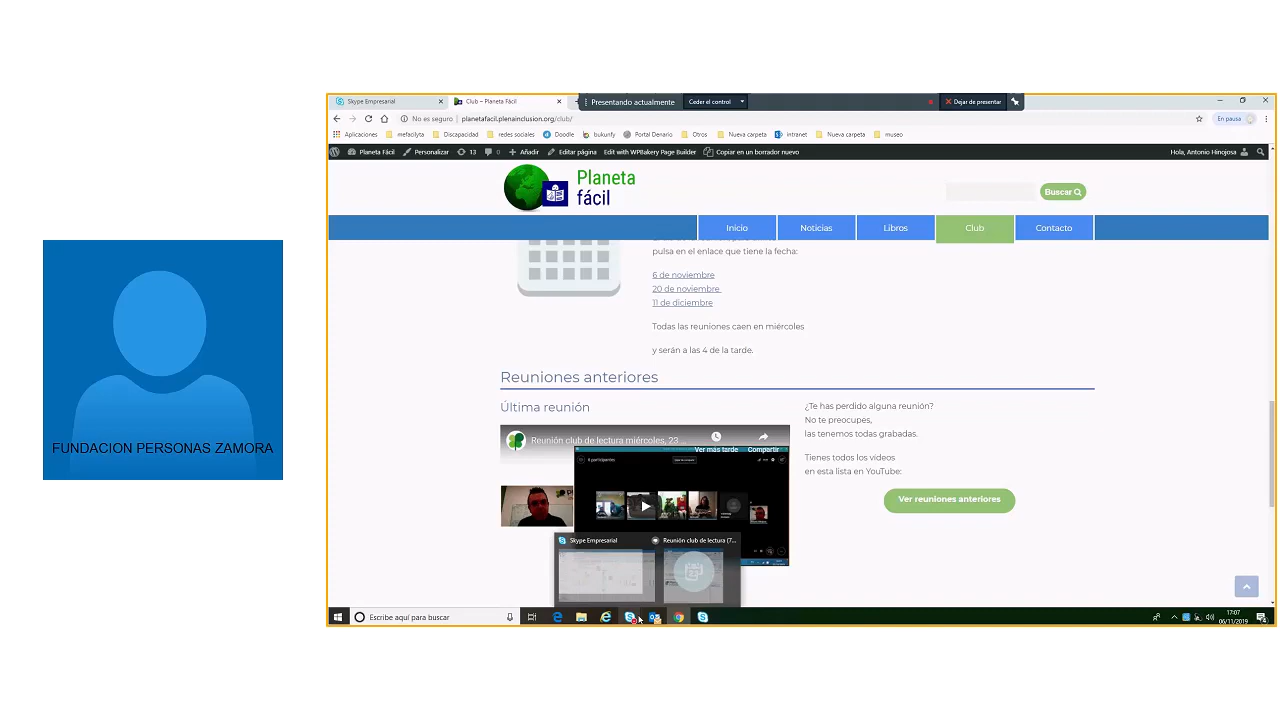 Skype Empresarial
Club – Planeta Fácil
Presentando actualmente
Ceder el control
Dejar de presentar
No es seguro
planetafacil.plenainclusion.org/club/
En pausa
Aplicaciones
mefacilyta
Discapacidad
redes sociales
Doodle
bukunfy
Portal Denario
Otros
Nueva carpeta
intranet
Nueva carpeta
museo
Planeta Fácil
Personalizar
13
0
Añadir
Editar página
Edit with WPBakery Page Builder
Copiar en un borrador nuevo
Hola, Antonio Hinojosa
Planeta
fácil
Buscar
Inicio
Noticias
Libros
Club
Contacto
pulsa en el enlace que tiene la fecha:
6 de noviembre
20 de noviembre
11 de diciembre
Todas las reuniones caen en miércoles
y serán a las 4 de la tarde.
Reuniones anteriores
Última reunión
¿Te has perdido alguna reunión?
No te preocupes,
las tenemos todas grabadas.
Tienes todos los vídeos
en esta lista en YouTube:
Ver reuniones anteriores
Reunión club de lectura miércoles, 23 ...
Ver más tarde
Compartir
8 participantes
Skype Empresarial
Reunión club de lectura (7...
FUNDACION PERSONAS ZAMORA
Escribe aquí para buscar
17:07
06/11/2019